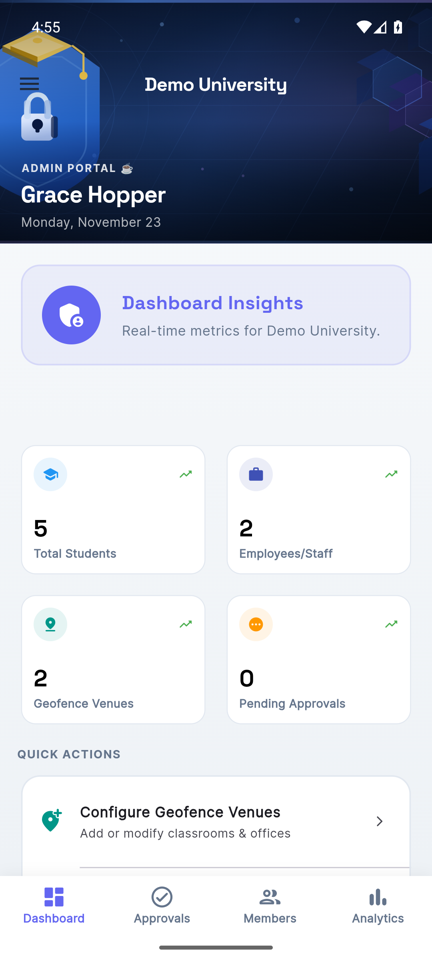 4:55
Demo University
ADMIN PORTAL ☕
Grace Hopper
Monday, November 23
Dashboard Insights
Real-time metrics for Demo University.
5
Total Students
2
Employees/Staff
2
Geofence Venues
0
Pending Approvals
QUICK ACTIONS
Configure Geofence Venues
Add or modify classrooms & offices
Dashboard
Approvals
Members
Analytics